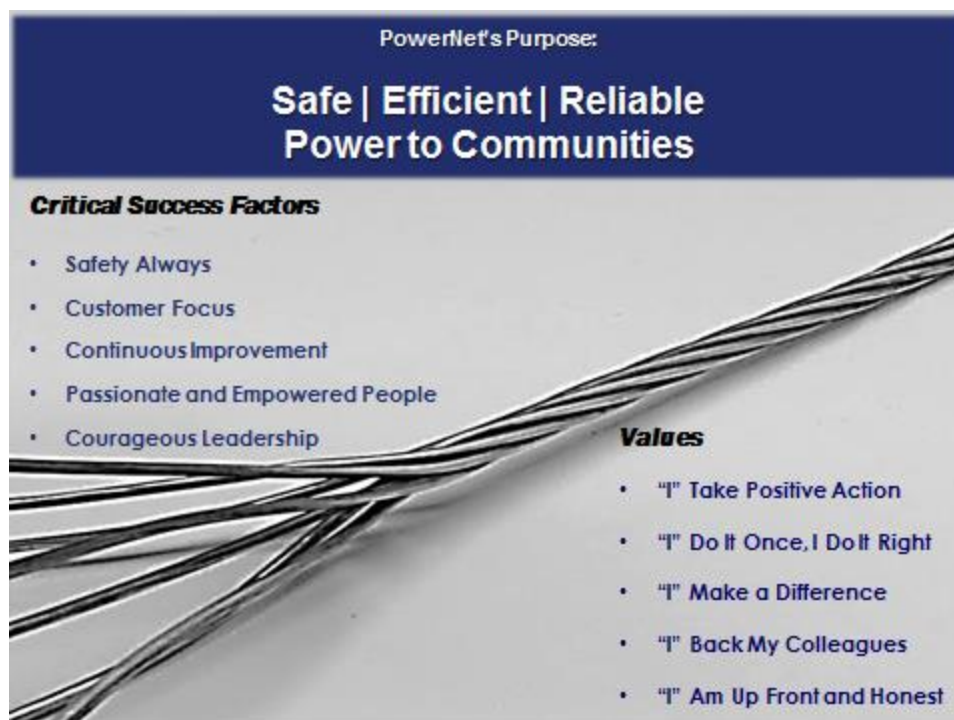 PowerNet's Purpose:
Safe | Efficient | Reliable
Power to Communities
Critical Success Factors
• Safety Always
• Customer Focus
• Continuous Improvement
• Passionate and Empowered People
• Courageous Leadership
Values
• “I” Take Positive Action
• “I” Do It Once, I Do It Right
• “I” Make a Difference
• “I” Back My Colleagues
• “I” Am Up Front and Honest